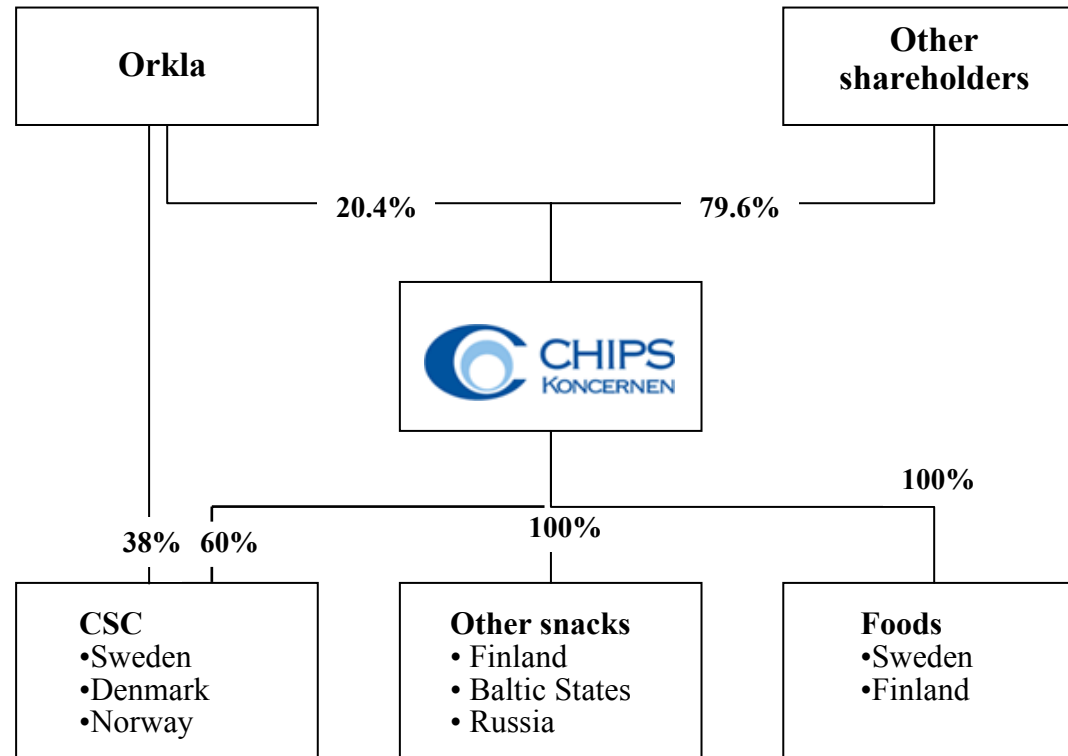 Orkla
Other
shareholders
20.4%
79.6%
CHIPS
KONCERNEN
100%
38%
60%
100%
CSC
•Sweden
•Denmark
•Norway
Other snacks
• Finland
• Baltic States
• Russia
Foods
•Sweden
•Finland